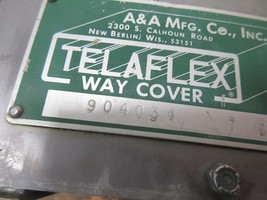 A&A MFG. CO., INC.
2300 S. CALHOUN ROAD
NEW BERLIN, WIS., 53151
TELAFLEX
WAY COVER